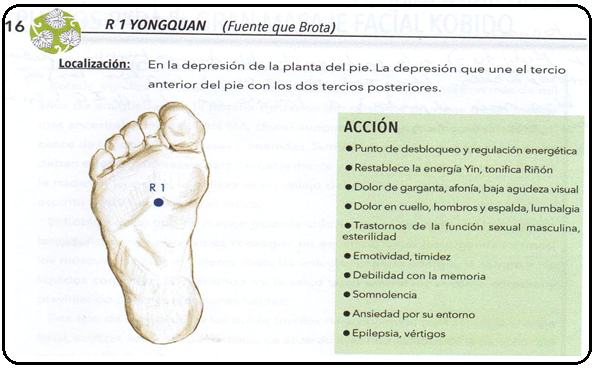 16
R 1 YONGQUAN (Fuente que Brota)
Localización: En la depresión de la planta del pie. La depresión que une el tercio
anterior del pie con los dos tercios posteriores.
R 1
ACCIÓN
● Punto de desbloqueo y regulación energética
● Restablece la energía Yin, tonifica Riñón
● Dolor de garganta, afonía, baja agudeza visual
● Dolor en cuello, hombros y espalda, lumbalgia
● Trastornos de la función sexual masculina,
esterilidad
● Emotividad, timidez
● Debilidad con la memoria
● Somnolencia
● Ansiedad por su entorno
● Epilepsia, vértigos